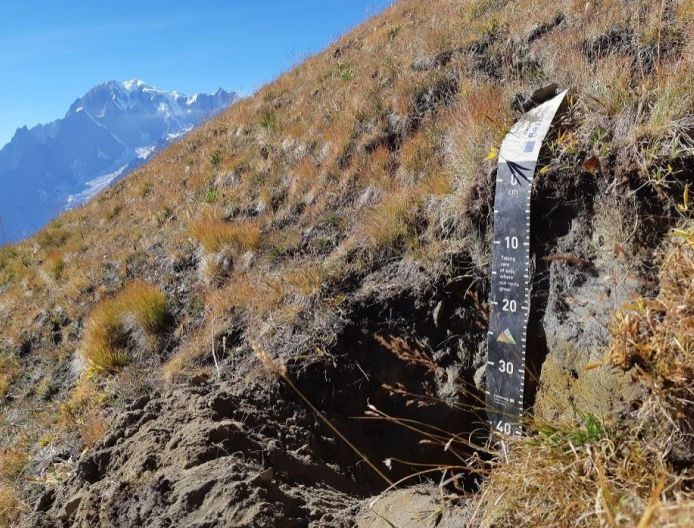 0
cm
10
Taking
care
of soils
where
our roots
grow
20
30
40